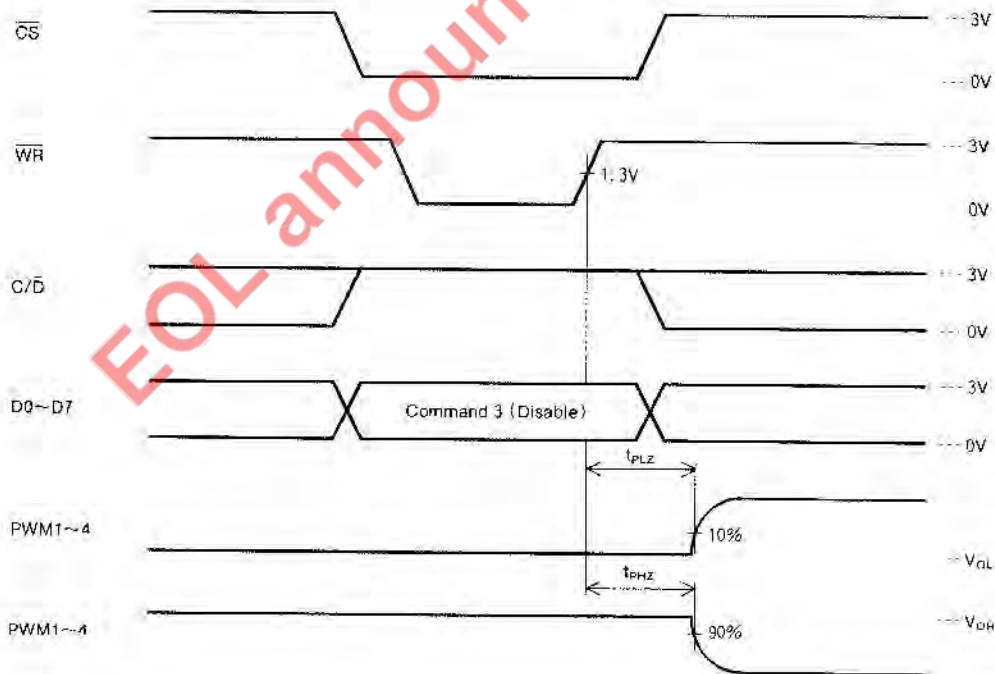 CS
--- 3V
--- 0V
WR
--- 3V
1.3V
0V
C/D
--- 3V
--- 0V
D0~D7
Command 3 (Disable)
--- 3V
--- 0V
tPLZ
PWM1~4
10%
-- VOL
tPHZ
PWM1~4
90%
--- VOH
EOL announ